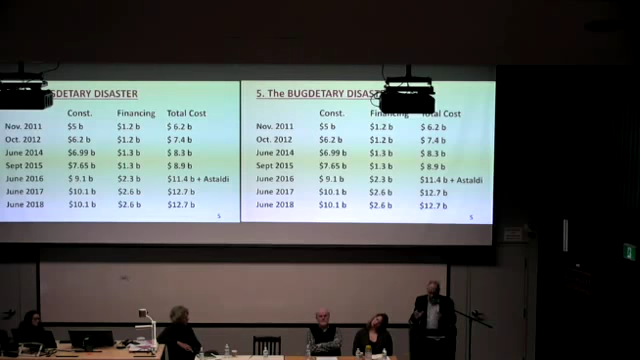 GDETARY DISASTER
Const. Financing Total Cost
Nov. 2011 $5 b $1.2 b $ 6.2 b
Oct. 2012 $6.2 b $1.2 b $ 7.4 b
June 2014 $6.99 b $1.3 b $ 8.3 b
Sept 2015 $7.65 b $1.3 b $ 8.9 b
June 2016 $ 9.1 b $2.3 b $11.4 b + Astaldi
June 2017 $10.1 b $2.6 b $12.7 b
June 2018 $10.1 b $2.6 b $12.7 b
5
5. The BUGDETARY DISAST
Const. Financing Total Cost
Nov. 2011 $5 b $1.2 b $ 6.2 b
Oct. 2012 $6.2 b $1.2 b $ 7.4 b
June 2014 $6.99 b $1.3 b $ 8.3 b
Sept 2015 $7.65 b $1.3 b $ 8.9 b
June 2016 $ 9.1 b $2.3 b $11.4 b + Astaldi
June 2017 $10.1 b $2.6 b $12.7 b
June 2018 $10.1 b $2.6 b $12.7 b
5